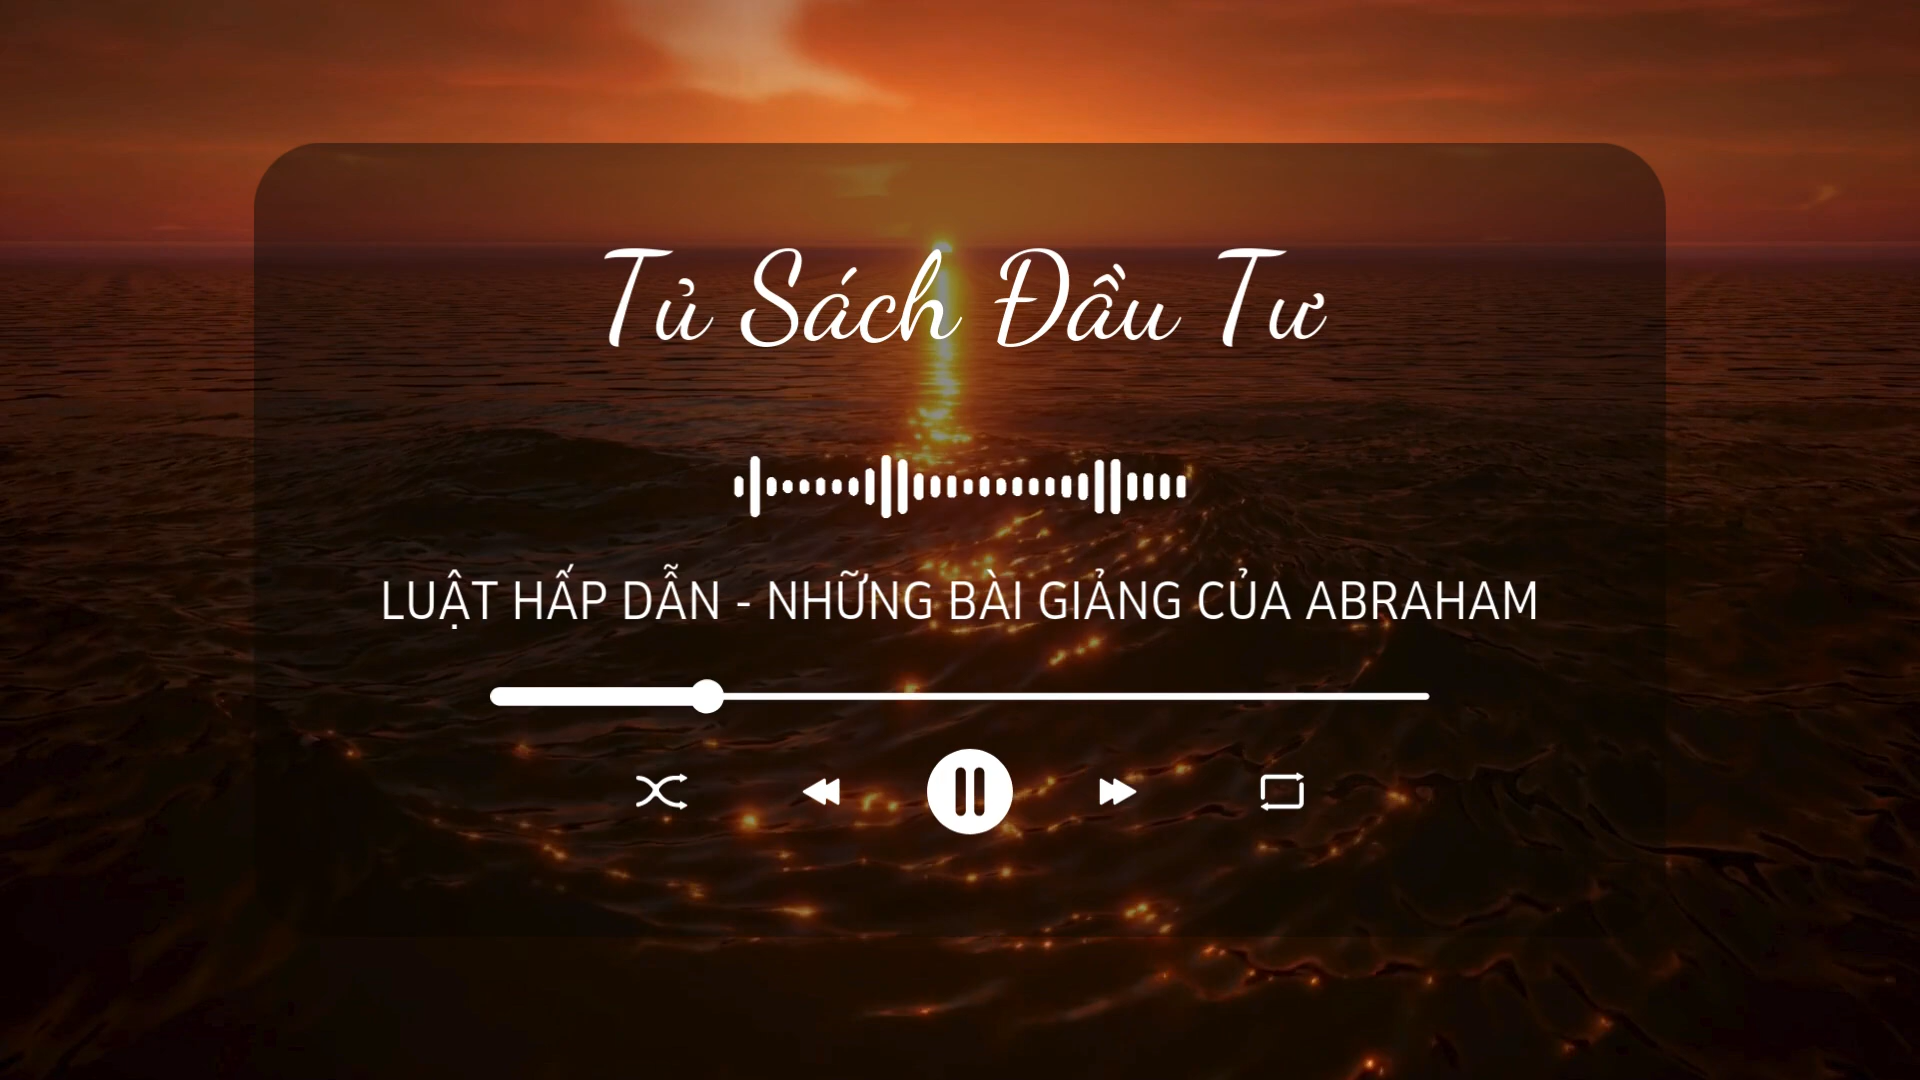 Tủ Sách Đầu Tư
LUẬT HẤP DẪN - NHỮNG BÀI GIẢNG CỦA ABRAHAM